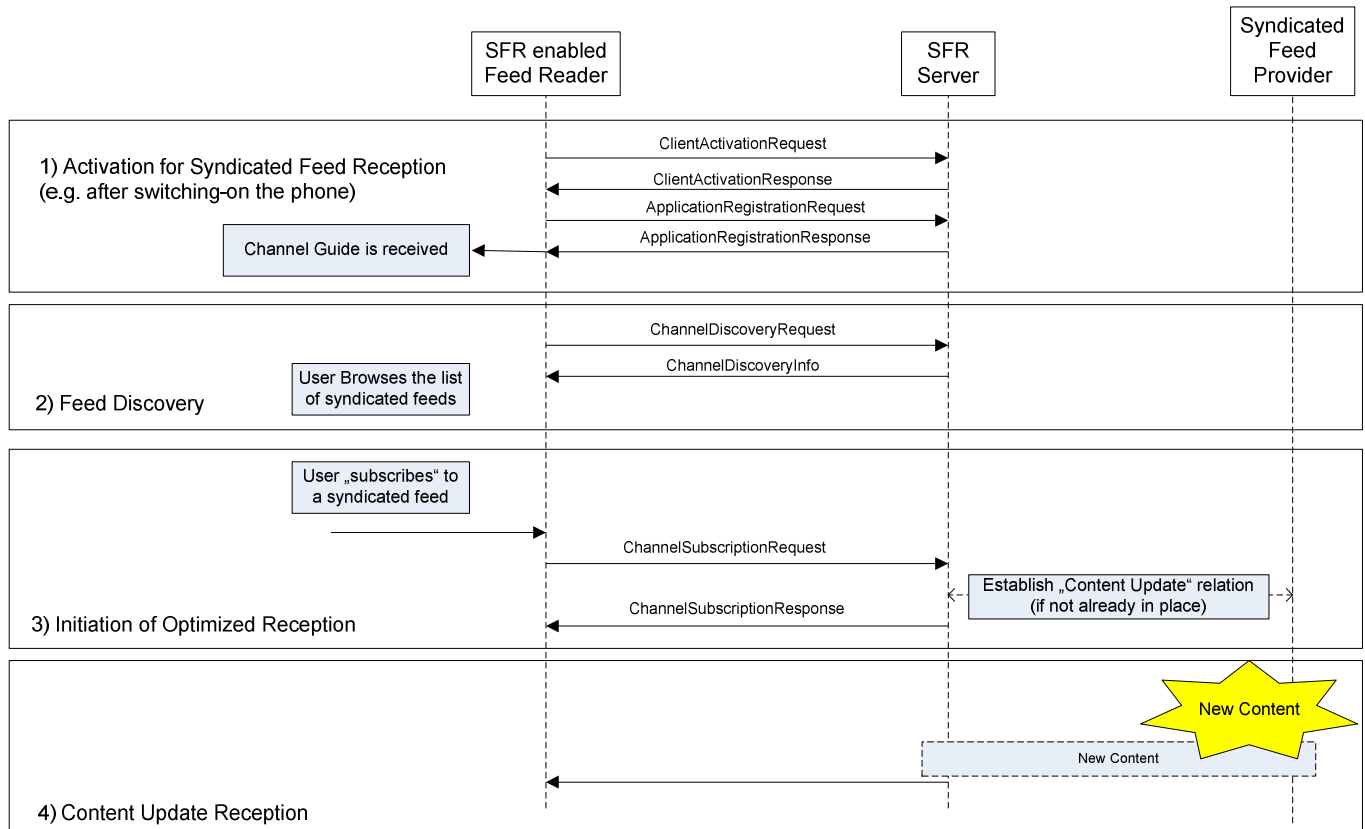 SFR enabled
Feed Reader
SFR
Server
Syndicated
Feed
Provider
1) Activation for Syndicated Feed Reception
(e.g. after switching-on the phone)
ClientActivationRequest
ClientActivationResponse
ApplicationRegistrationRequest
ApplicationRegistrationResponse
Channel Guide is received
ChannelDiscoveryRequest
ChannelDiscoveryInfo
User Browses the list
of syndicated feeds
2) Feed Discovery
User „subscribes“ to
a syndicated feed
ChannelSubscriptionRequest
Establish „Content Update“ relation
(if not already in place)
ChannelSubscriptionResponse
3) Initiation of Optimized Reception
New Content
New Content
4) Content Update Reception